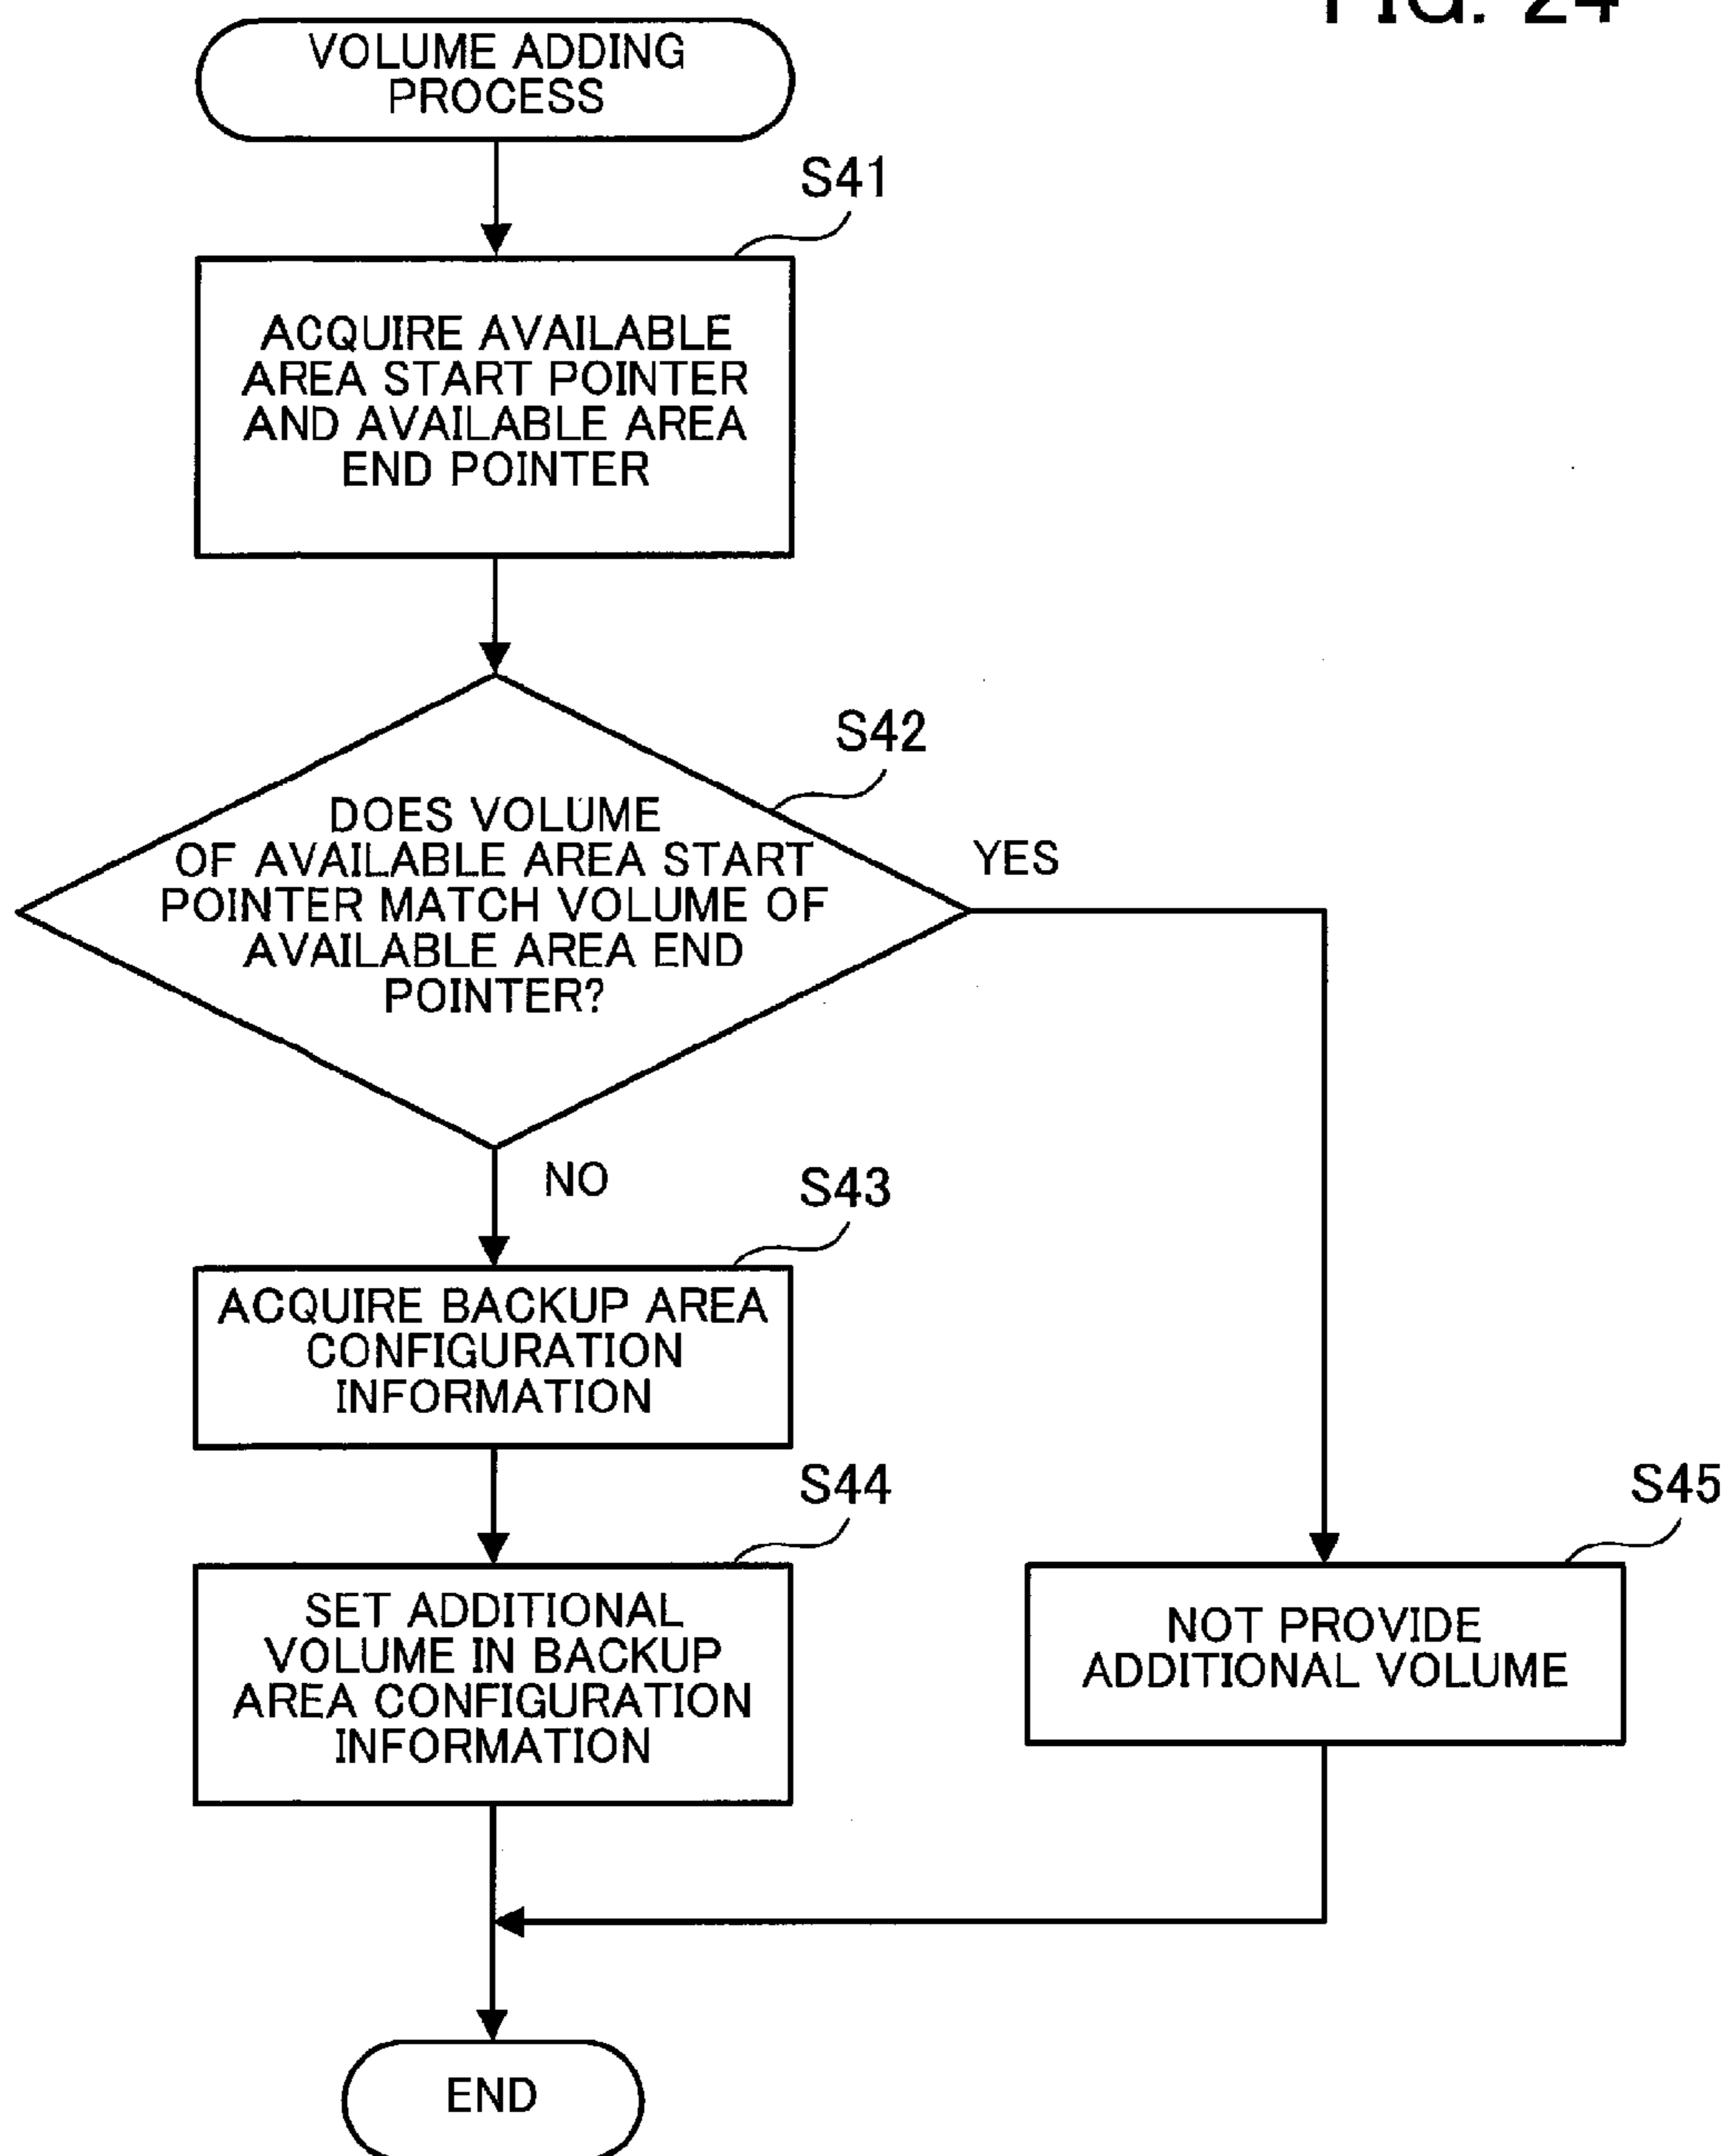 FIG. 24
VOLUME ADDING
PROCESS
S41
ACQUIRE AVAILABLE
AREA START POINTER
AND AVAILABLE AREA
END POINTER
S42
DOES VOLUME
OF AVAILABLE AREA START
POINTER MATCH VOLUME OF
AVAILABLE AREA END
POINTER?
YES
NO
S43
ACQUIRE BACKUP AREA
CONFIGURATION
INFORMATION
S44
SET ADDITIONAL
VOLUME IN BACKUP
AREA CONFIGURATION
INFORMATION
S45
NOT PROVIDE
ADDITIONAL VOLUME
END